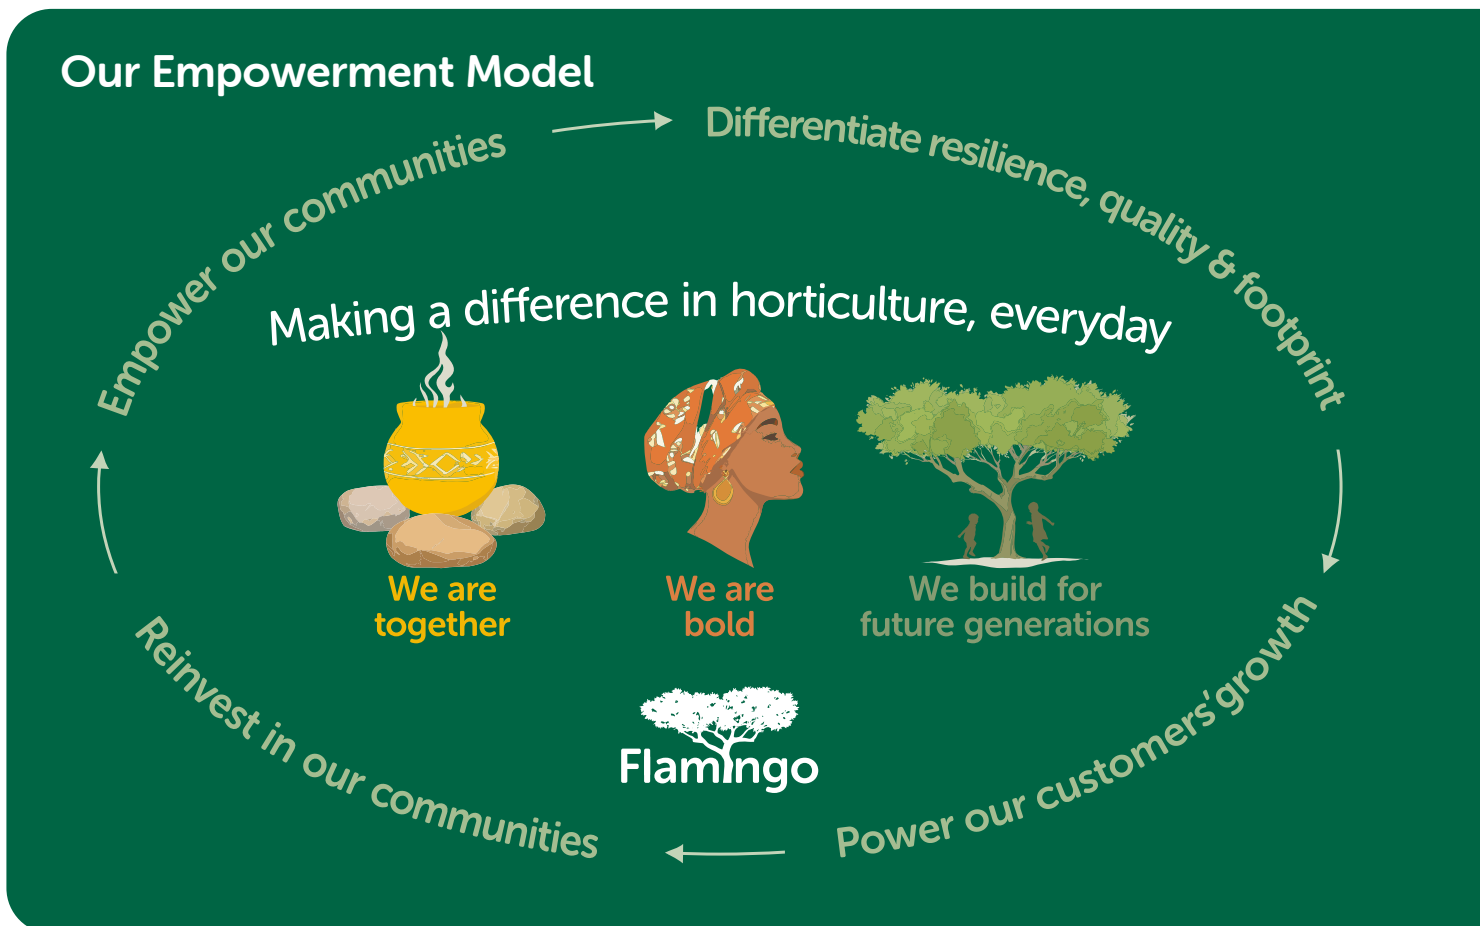 Our Empowerment Model
Empower our communities
Differentiate resilience, quality & footprint
Power our customers' growth
Reinvest in our communities
Making a difference in horticulture, everyday
We are
together
We are
bold
We build for
future generations
Flamingo